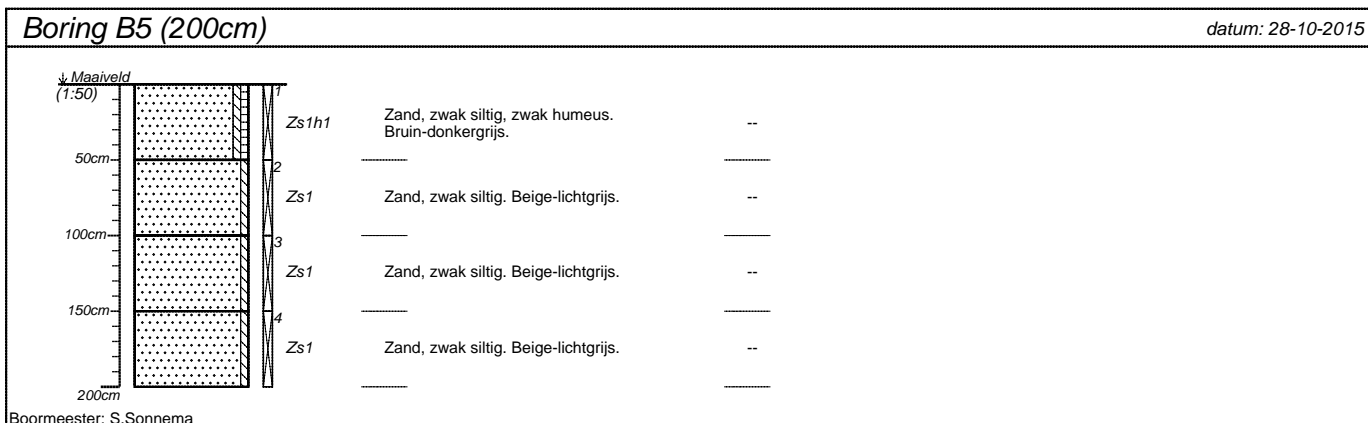 Boring B5 (200cm)
datum: 28-10-2015
Maaiveld
(1:50)
1
Zs1h1
Zand, zwak siltig, zwak humeus.
Bruin-donkergrijs.
--
50cm
2
Zs1
Zand, zwak siltig. Beige-lichtgrijs.
--
100cm
3
Zs1
Zand, zwak siltig. Beige-lichtgrijs.
--
150cm
4
Zs1
Zand, zwak siltig. Beige-lichtgrijs.
--
200cm
Boormeester: S.Sonnema